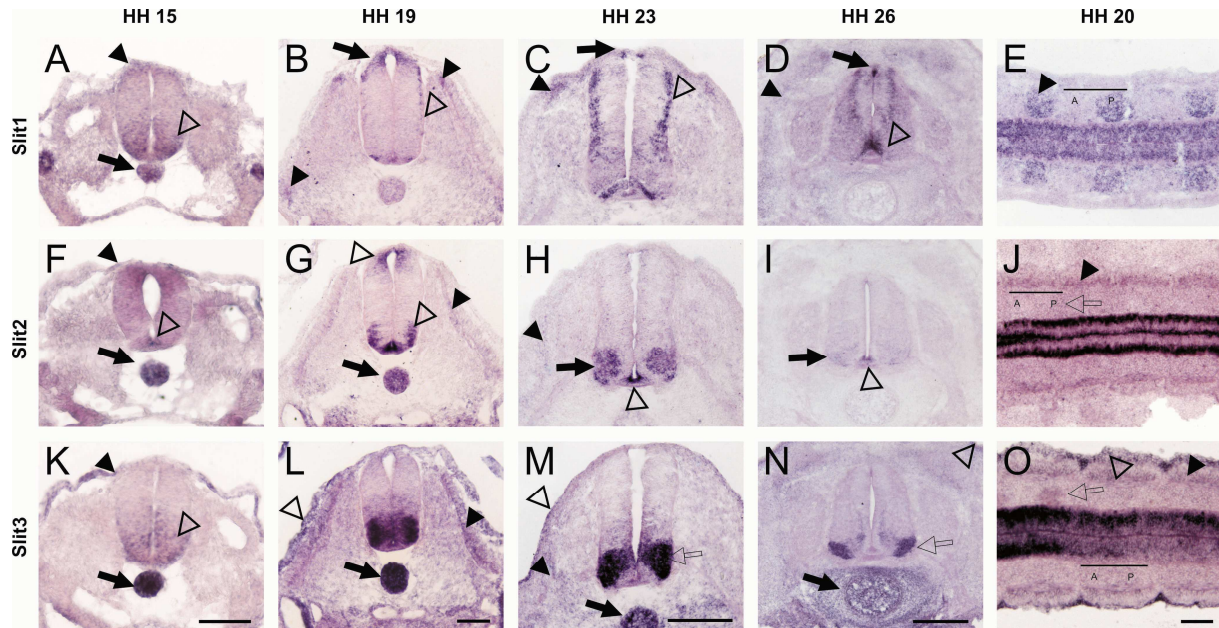 HH 15 HH 19 HH 23 HH 26 HH 20
Slit1
A B C D E
A P
Slit2
F G H I J
A P
Slit3
K L M N O
A P